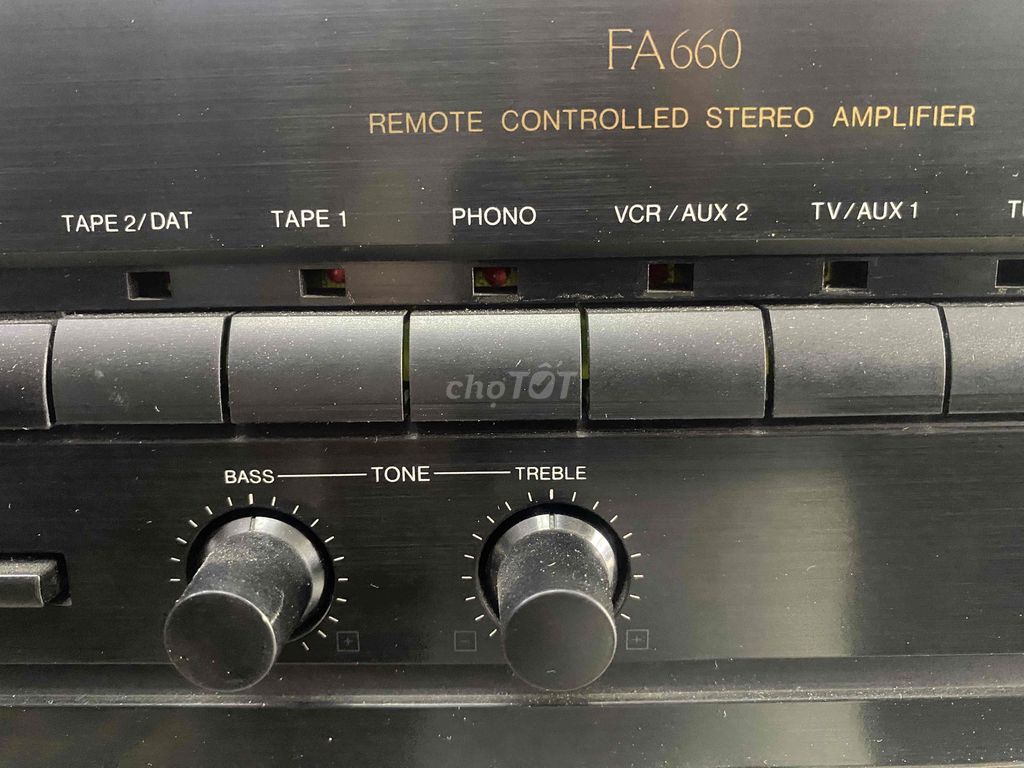 FA660
REMOTE CONTROLLED STEREO AMPLIFIER
TAPE 2/DAT TAPE 1 PHONO VCR/AUX 2 TV/AUX 1
chợTỐT
BASS TONE TREBLE